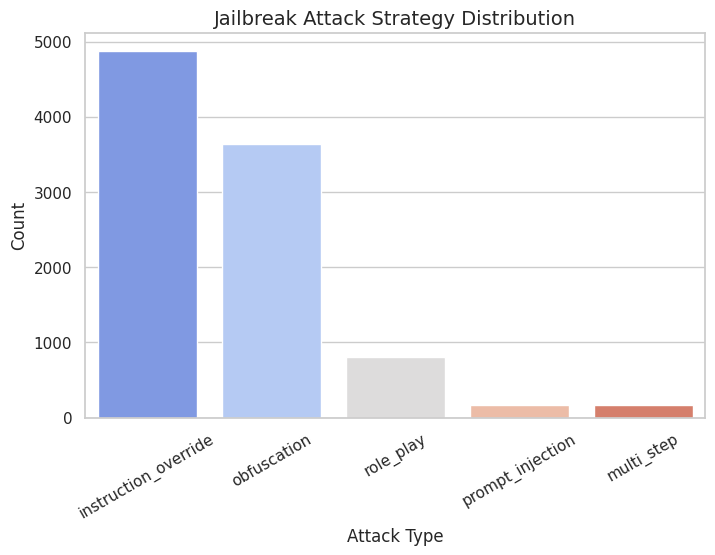 Jailbreak Attack Strategy Distribution
5000
4000
3000
2000
1000
0
Count
instruction_override
obfuscation
role_play
prompt_injection
multi_step
Attack Type